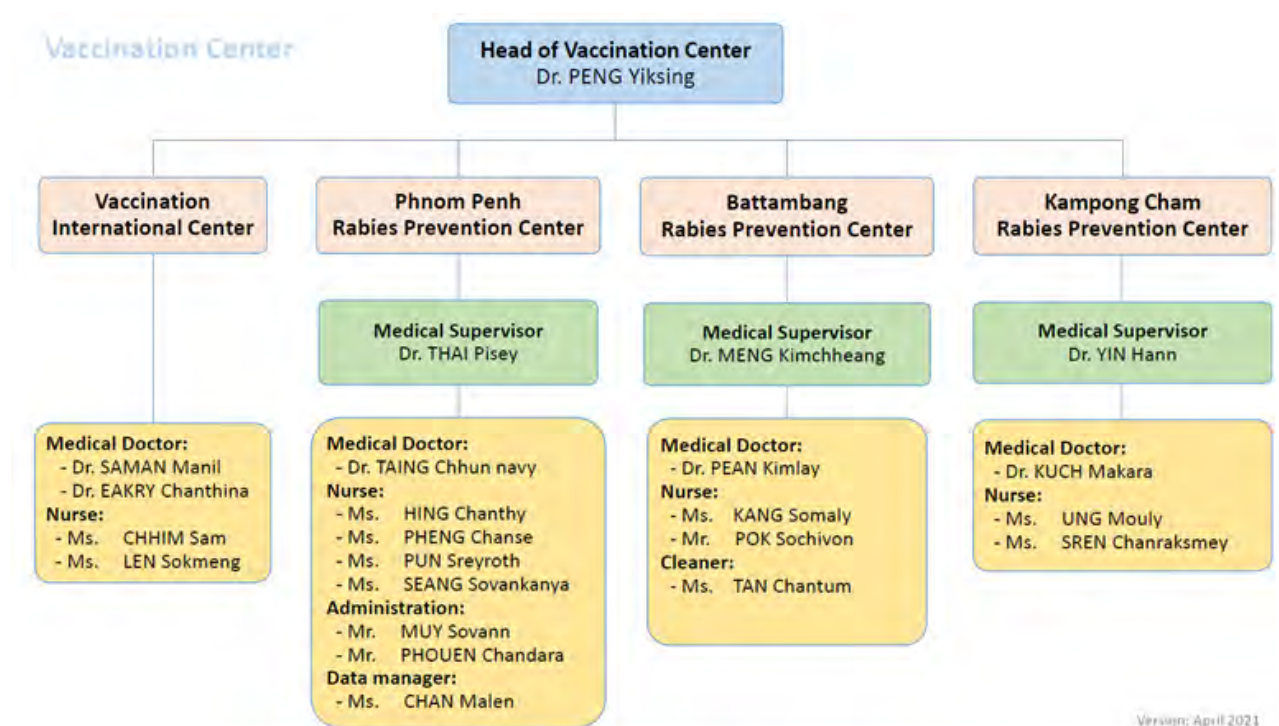 Vaccination Center
Head of Vaccination Center
Dr. PENG Yiksing
Vaccination
International Center
Phnom Penh
Rabies Prevention Center
Battambang
Rabies Prevention Center
Kampong Cham
Rabies Prevention Center
Medical Supervisor
Dr. THAI Pisey
Medical Supervisor
Dr. MENG Kimchheang
Medical Supervisor
Dr. YIN Hann
Medical Doctor:
- Dr. SAMAN Manil
- Dr. EAKRY Chanthina
Nurse:
- Ms. CHHIM Sam
- Ms. LEN Sokmeng
Medical Doctor:
- Dr. TAING Chhun navy
Nurse:
- Ms. HING Chanthy
- Ms. PHENG Chanse
- Ms. PUN Sreyroth
- Ms. SEANG Sovankanya
Administration:
- Mr. MUY Sovann
- Mr. PHOUEN Chandara
Data manager:
- Ms. CHAN Malen
Medical Doctor:
- Dr. PEAN Kimlay
Nurse:
- Ms. KANG Somaly
- Mr. POK Sochivon
Cleaner:
- Ms. TAN Chantum
Medical Doctor:
- Dr. KUCH Makara
Nurse:
- Ms. UNG Mouly
- Ms. SREN Chanraksmey
Version: April 2021